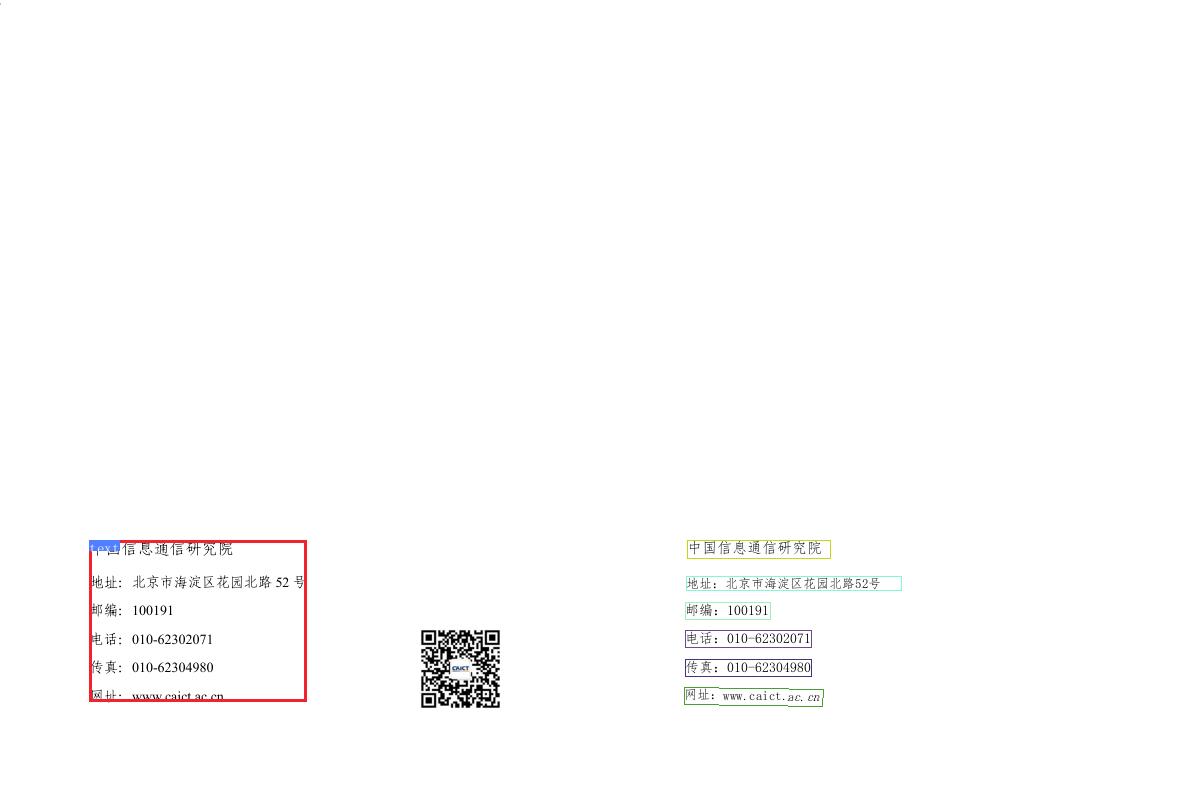 text
中国信息通信研究院
地址：北京市海淀区花园北路 52 号
邮编：100191
电话：010-62302071
传真：010-62304980
网址：www.caict.ac.cn
CAICT
中国信息通信研究院
地址：北京市海淀区花园北路52号
邮编：100191
电话：010-62302071
传真：010-62304980
网址：www.caict.ac.cn